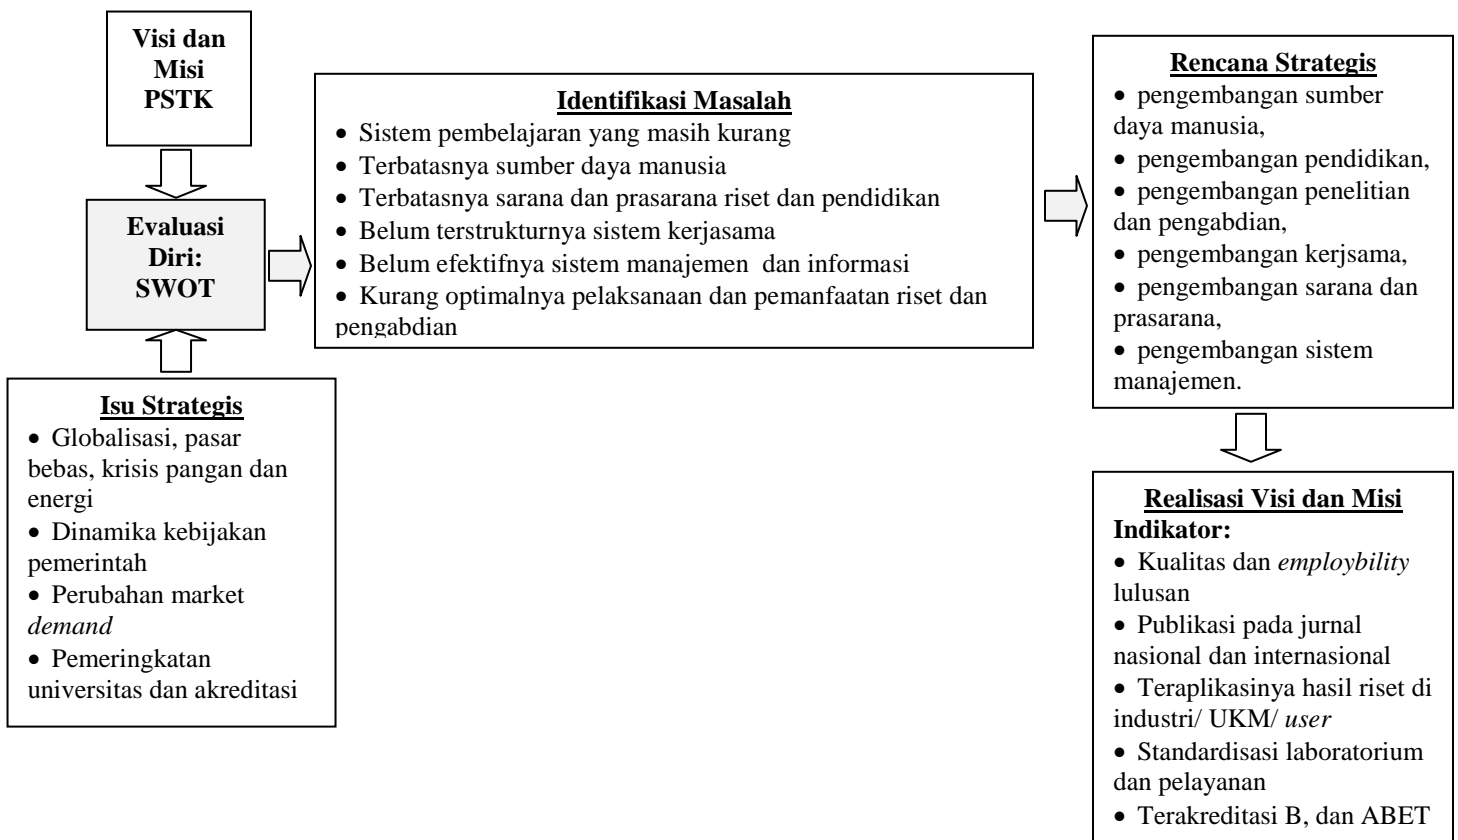 Visi dan
Misi
PSTK
Evaluasi
Diri:
SWOT
Isu Strategis
• Globalisasi, pasar
bebas, krisis pangan dan
energi
• Dinamika kebijakan
pemerintah
• Perubahan market
demand
• Pemeringkatan
universitas dan akreditasi
Identifikasi Masalah
• Sistem pembelajaran yang masih kurang
• Terbatasnya sumber daya manusia
• Terbatasnya sarana dan prasarana riset dan pendidikan
• Belum terstrukturnya sistem kerjasama
• Belum efektifnya sistem manajemen dan informasi
• Kurang optimalnya pelaksanaan dan pemanfaatan riset dan
pengabdian
Rencana Strategis
• pengembangan sumber
daya manusia,
• pengembangan pendidikan,
• pengembangan penelitian
dan pengabdian,
• pengembangan kerjsama,
• pengembangan sarana dan
prasarana,
• pengembangan sistem
manajemen.
Realisasi Visi dan Misi
Indikator:
• Kualitas dan employbility
lulusan
• Publikasi pada jurnal
nasional dan internasional
• Teraplikasinya hasil riset di
industri/ UKM/ user
• Standardisasi laboratorium
dan pelayanan
• Terakreditasi B, dan ABET